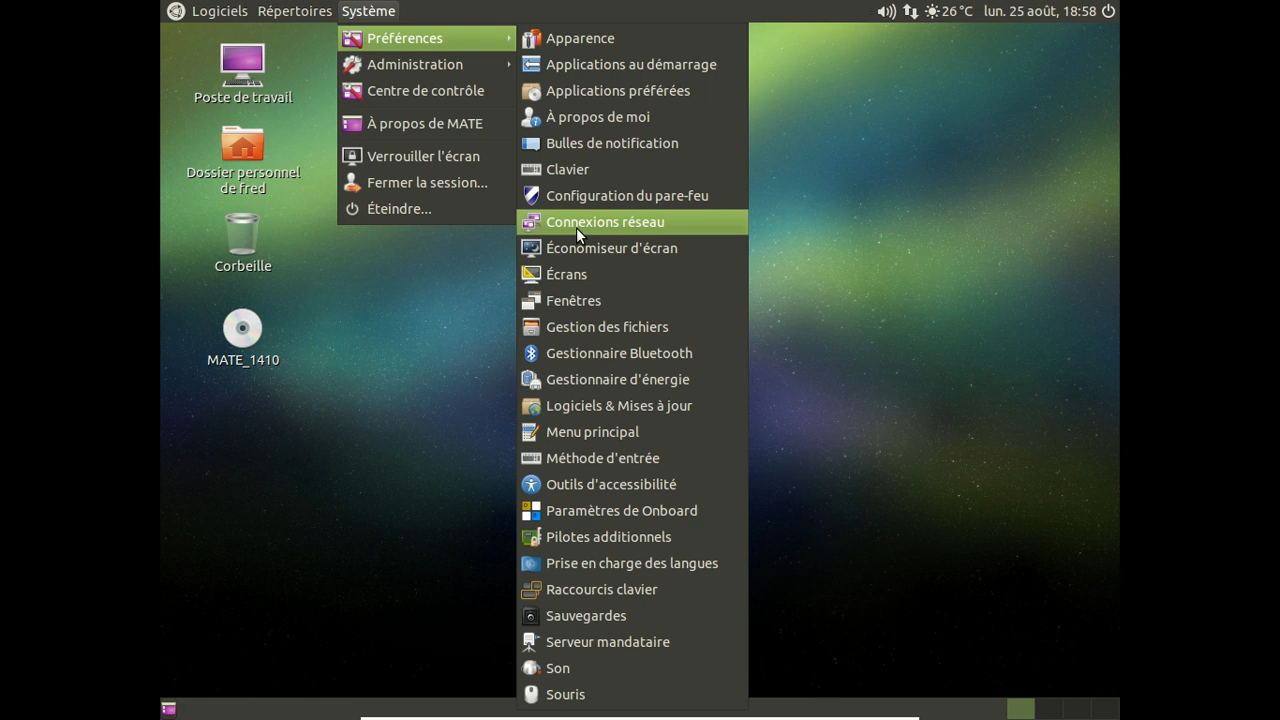 Logiciels Répertoires Système
26 °C lun. 25 août, 18:58
Poste de travail
Dossier personnel
de fred
Corbeille
MATE_1410
Préférences
Administration
Centre de contrôle
À propos de MATE
Verrouiller l'écran
Fermer la session...
Éteindre...
Apparence
Applications au démarrage
Applications préférées
À propos de moi
Bulles de notification
Clavier
Configuration du pare-feu
Connexions réseau
Économiseur d'écran
Écrans
Fenêtres
Gestion des fichiers
Gestionnaire Bluetooth
Gestionnaire d'énergie
Logiciels & Mises à jour
Menu principal
Méthode d'entrée
Outils d'accessibilité
Paramètres de Onboard
Pilotes additionnels
Prise en charge des langues
Raccourcis clavier
Sauvegardes
Serveur mandataire
Son
Souris